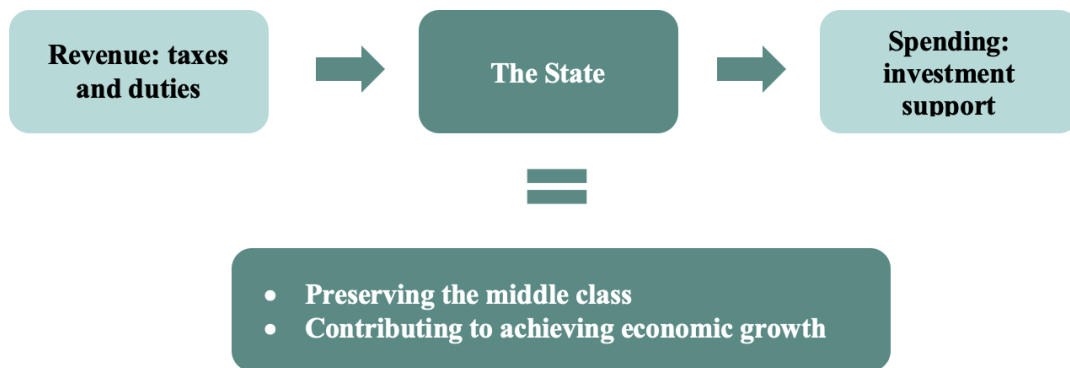 Revenue: taxes
and duties
The State
Spending:
investment
support
• Preserving the middle class
• Contributing to achieving economic growth